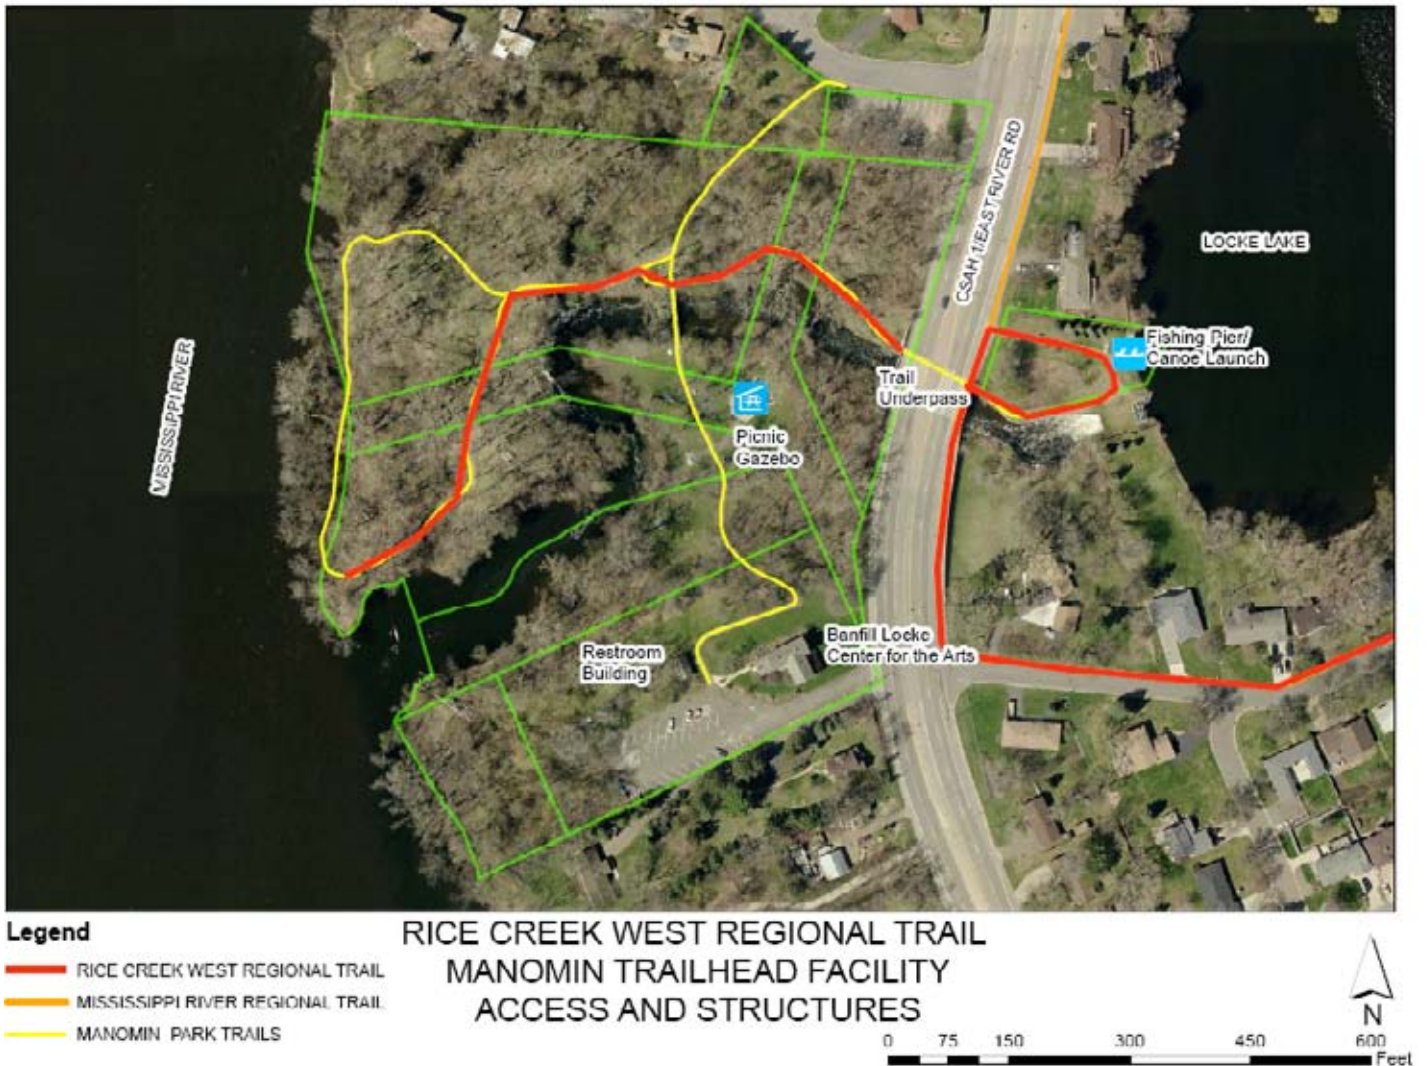 CSAH 1/EAST RIVER RD
LOCKE LAKE
Fishing Pier/
Canoe Launch
MISSISSIPPI RIVER
Trail
Underpass
Picnic
Gazebo
Banfill Locke
Center for the Arts
Restroom
Building
Legend
RICE CREEK WEST REGIONAL TRAIL
MISSISSIPPI RIVER REGIONAL TRAIL
MANOMIN PARK TRAILS
RICE CREEK WEST REGIONAL TRAIL
MANOMIN TRAILHEAD FACILITY
ACCESS AND STRUCTURES
N
0 75 150 300 450 600
Feet